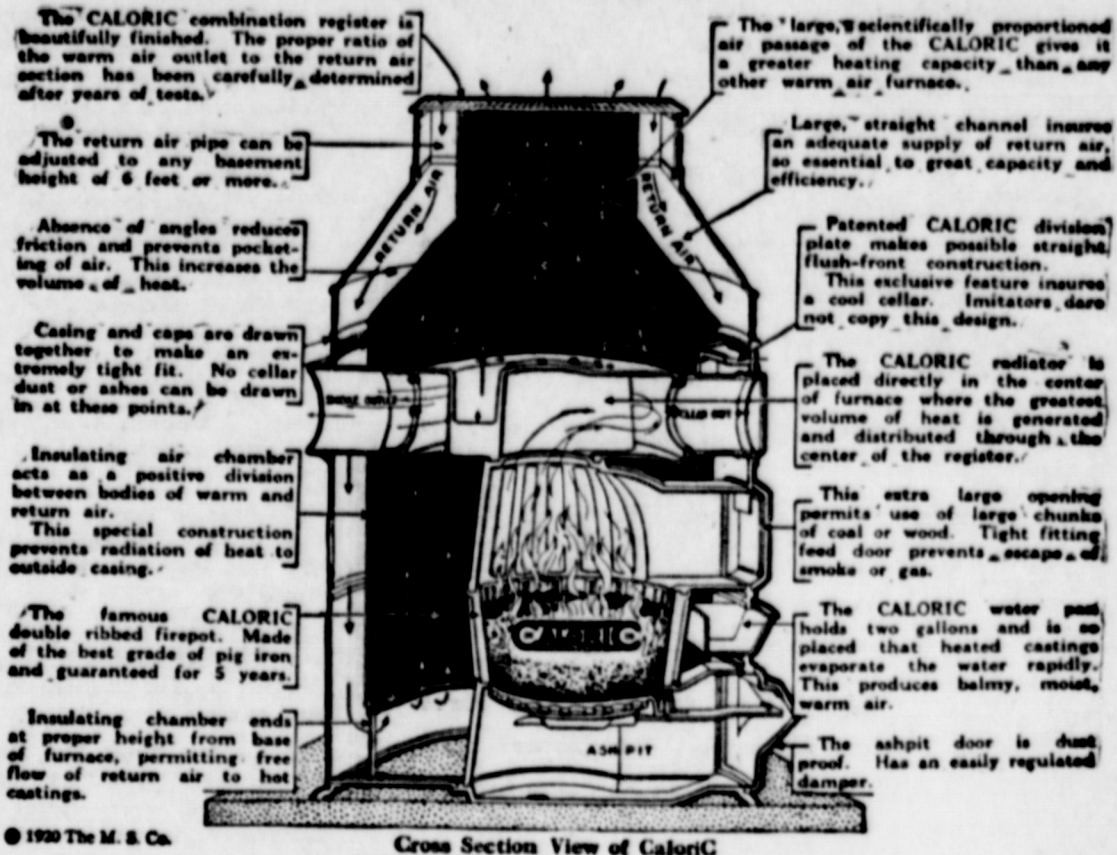 The CALORIC combination register is
beautifully finished. The proper ratio of
the warm air outlet to the return air
section has been carefully determined
after years of tests.
The return air pipe can be
adjusted to any basement
height of 6 feet or more.
Absence of angles reduces
friction and prevents pocket-
ing of air. This increases the
volume of heat.
Casing and caps are drawn
together to make an ex-
tremely tight fit. No cellar
dust or ashes can be drawn
in at these points.
Insulating air chamber
acts as a positive division
between bodies of warm and
return air.
This special construction
prevents radiation of heat to
outside casing.
The famous CALORIC
double ribbed firepot. Made
of the best grade of pig iron
and guaranteed for 5 years.
Insulating chamber ends
at proper height from base
of furnace, permitting free
flow of return air to hot
castings.
The large, scientifically proportioned
air passage of the CALORIC gives it
a greater heating capacity than any
other warm air furnace.
Large, straight channel insures
an adequate supply of return air,
so essential to great capacity and
efficiency.
Patented CALORIC division
plate makes possible straight
flush-front construction.
This exclusive feature insures
a cool cellar. Imitators dare
not copy this design.
The CALORIC radiator is
placed directly in the center
of furnace where the greatest
volume of heat is generated
and distributed through the
center of the register.
This extra large opening
permits use of large chunks
of coal or wood. Tight fitting
feed door prevents escape of
smoke or gas.
The CALORIC water pan
holds two gallons and is so
placed that heated castings
evaporate the water rapidly.
This produces balmy, moist,
warm air.
The ashpit door is dust
proof. Has an easily regulated
damper.
RETURN AIR
RETURN AIR
SMOKE OUTLET
CALORIC
ASH PIT
© 1920 The M. S. Co.
Cross Section View of CaloriC